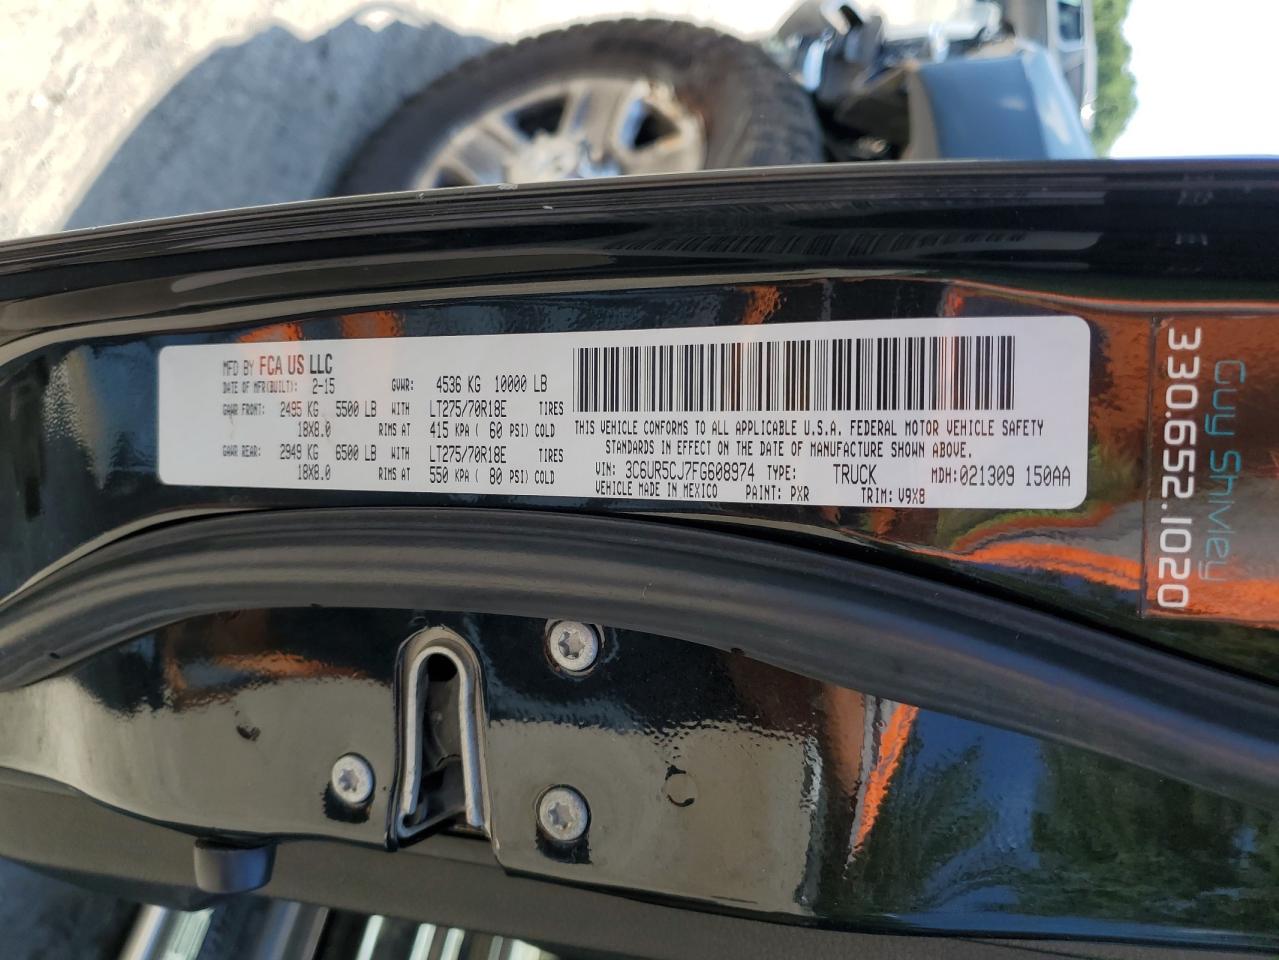 MFD BY FCA US LLC
DATE OF MFR(BUILT): 2-15 GVWR: 4536 KG 10000 LB
GAWR FRONT: 2495 KG 5500 LB WITH LT275/70R18E TIRES
18X8.0 RIMS AT 415 KPA ( 60 PSI) COLD
GAWR REAR: 2949 KG 6500 LB WITH LT275/70R18E TIRES
18X8.0 RIMS AT 550 KPA ( 80 PSI) COLD
THIS VEHICLE CONFORMS TO ALL APPLICABLE U.S.A. FEDERAL MOTOR VEHICLE SAFETY
STANDARDS IN EFFECT ON THE DATE OF MANUFACTURE SHOWN ABOVE.
VIN: 3C6UR5CJ7FG608974 TYPE: TRUCK MDH:021309 150AA
VEHICLE MADE IN MEXICO PAINT: PXR TRIM: V9X8
Guy Shivley
330.652.1020